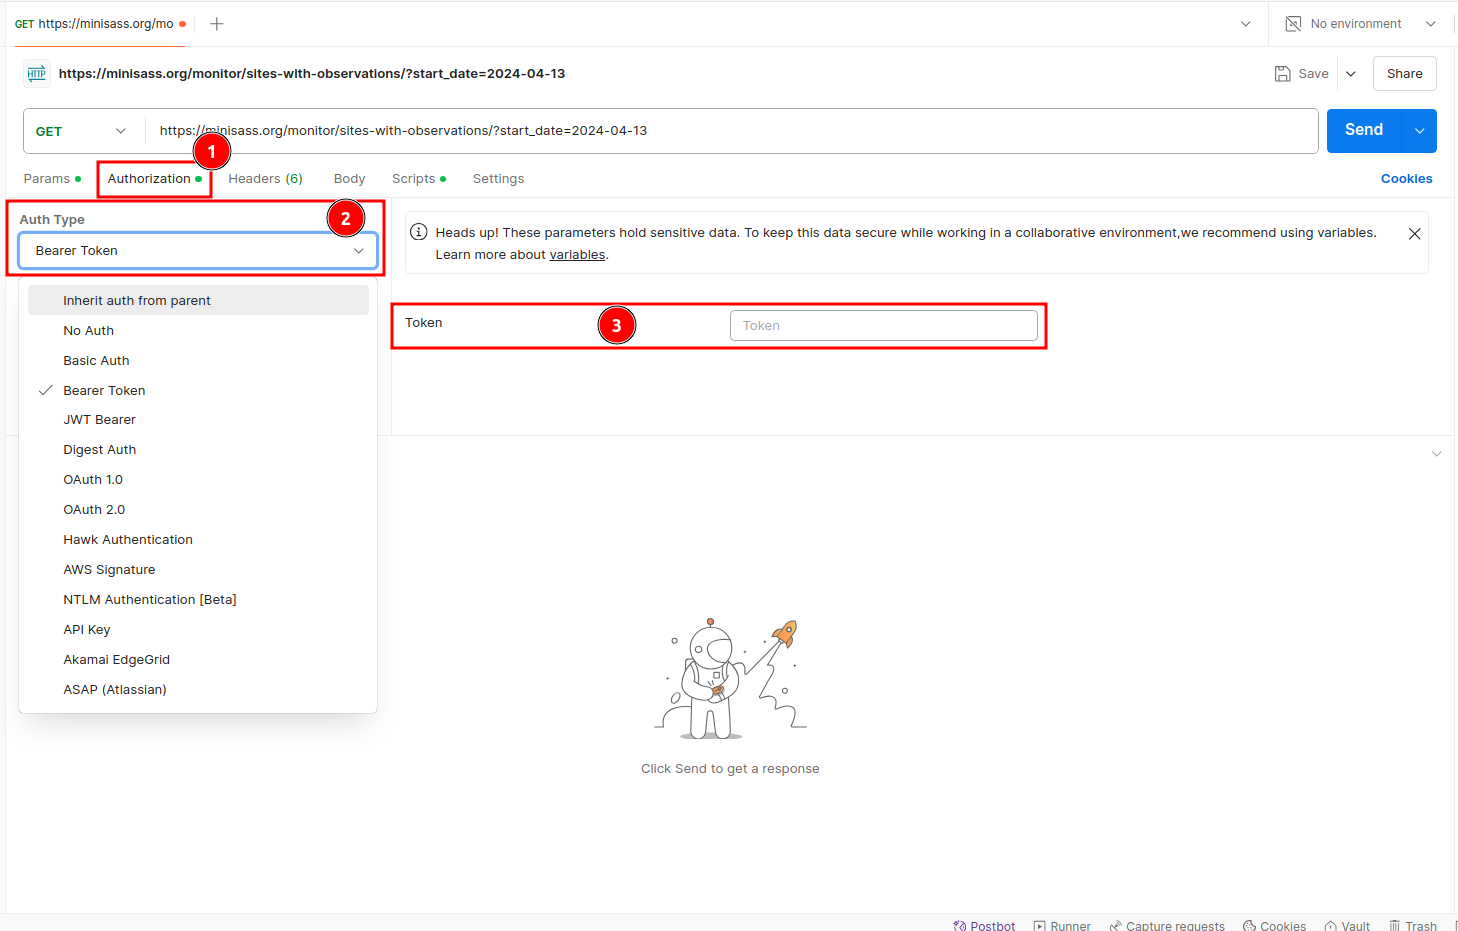 GET https://minisass.org/mo
No environment
HTTP https://minisass.org/monitor/sites-with-observations/?start_date=2024-04-13
Save
Share
GET
https://minisass.org/monitor/sites-with-observations/?start_date=2024-04-13
Send
1
Params
Authorization
Headers (6)
Body
Scripts
Settings
Cookies
Auth Type
2
Bearer Token
Heads up! These parameters hold sensitive data. To keep this data secure while working in a collaborative environment,we recommend using variables.
Learn more about variables.
Token
3
Token
Inherit auth from parent
No Auth
Basic Auth
Bearer Token
JWT Bearer
Digest Auth
OAuth 1.0
OAuth 2.0
Hawk Authentication
AWS Signature
NTLM Authentication [Beta]
API Key
Akamai EdgeGrid
ASAP (Atlassian)
Click Send to get a response
Postbot
Runner
Capture requests
Cookies
Vault
Trash